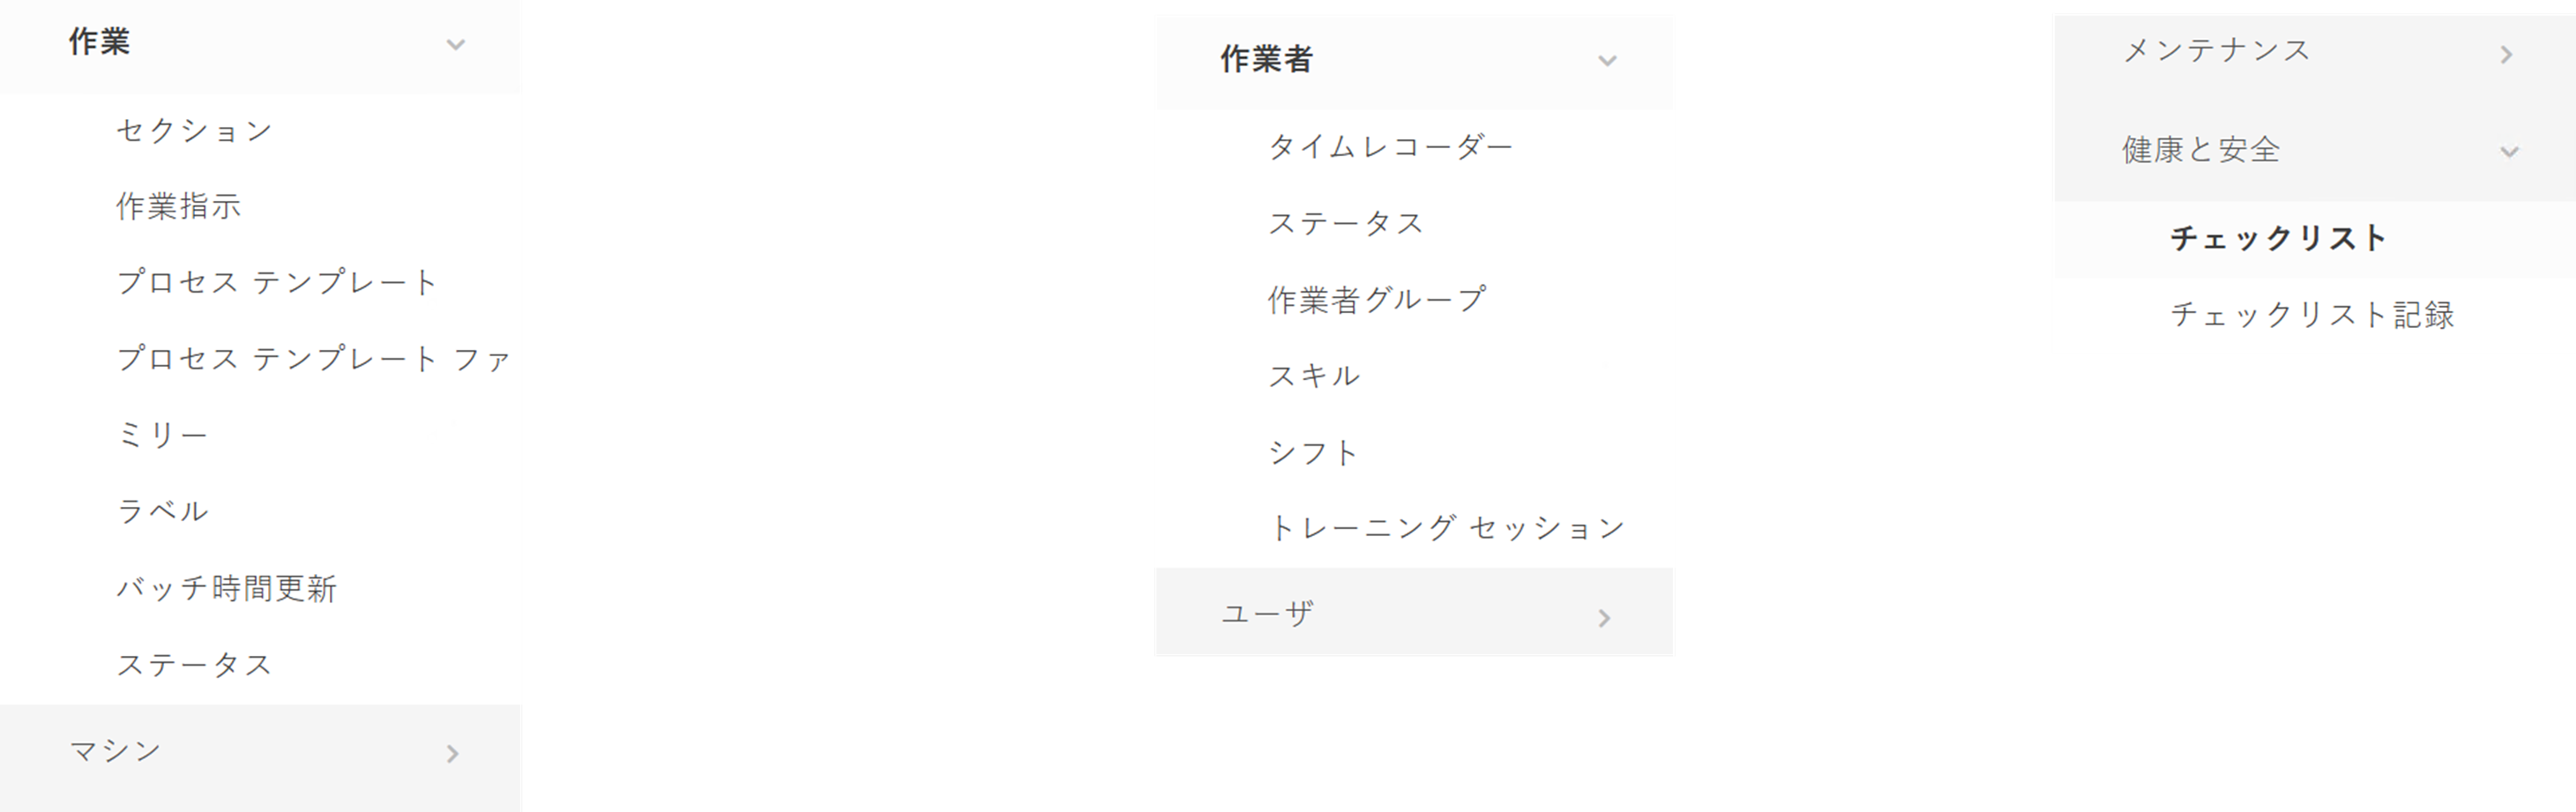 作業
セクション
作業指示
プロセス テンプレート
プロセス テンプレート ファ
ミリー
ラベル
バッチ時間更新
ステータス
マシン
作業者
タイムレコーダー
ステータス
作業者グループ
スキル
シフト
トレーニング セッション
ユーザ
メンテナンス
健康と安全
チェックリスト
チェックリスト記録